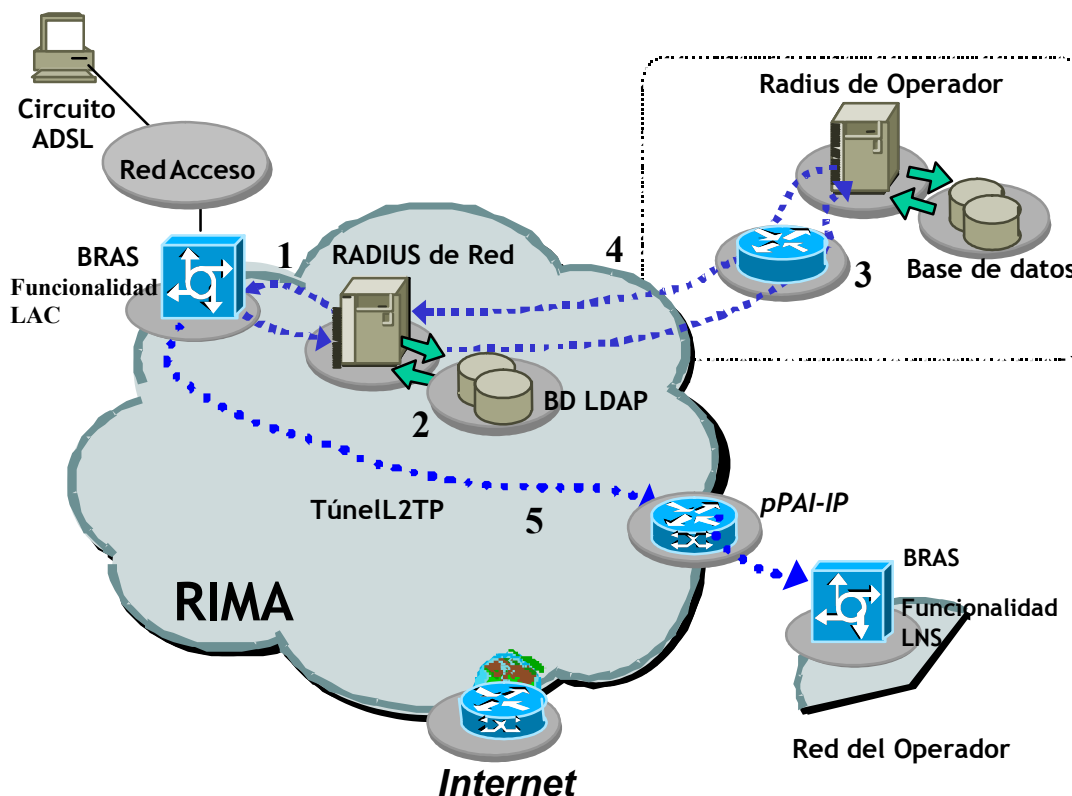 Circuito
ADSL
Red Acceso
Radius de Operador
BRAS
Funcionalidad
LAC
1
RADIUS de Red
4
3
Base de datos
2
BD LDAP
TúnelL2TP
5
pPAI-IP
RIMA
BRAS
Funcionalidad
LNS
Red del Operador
Internet